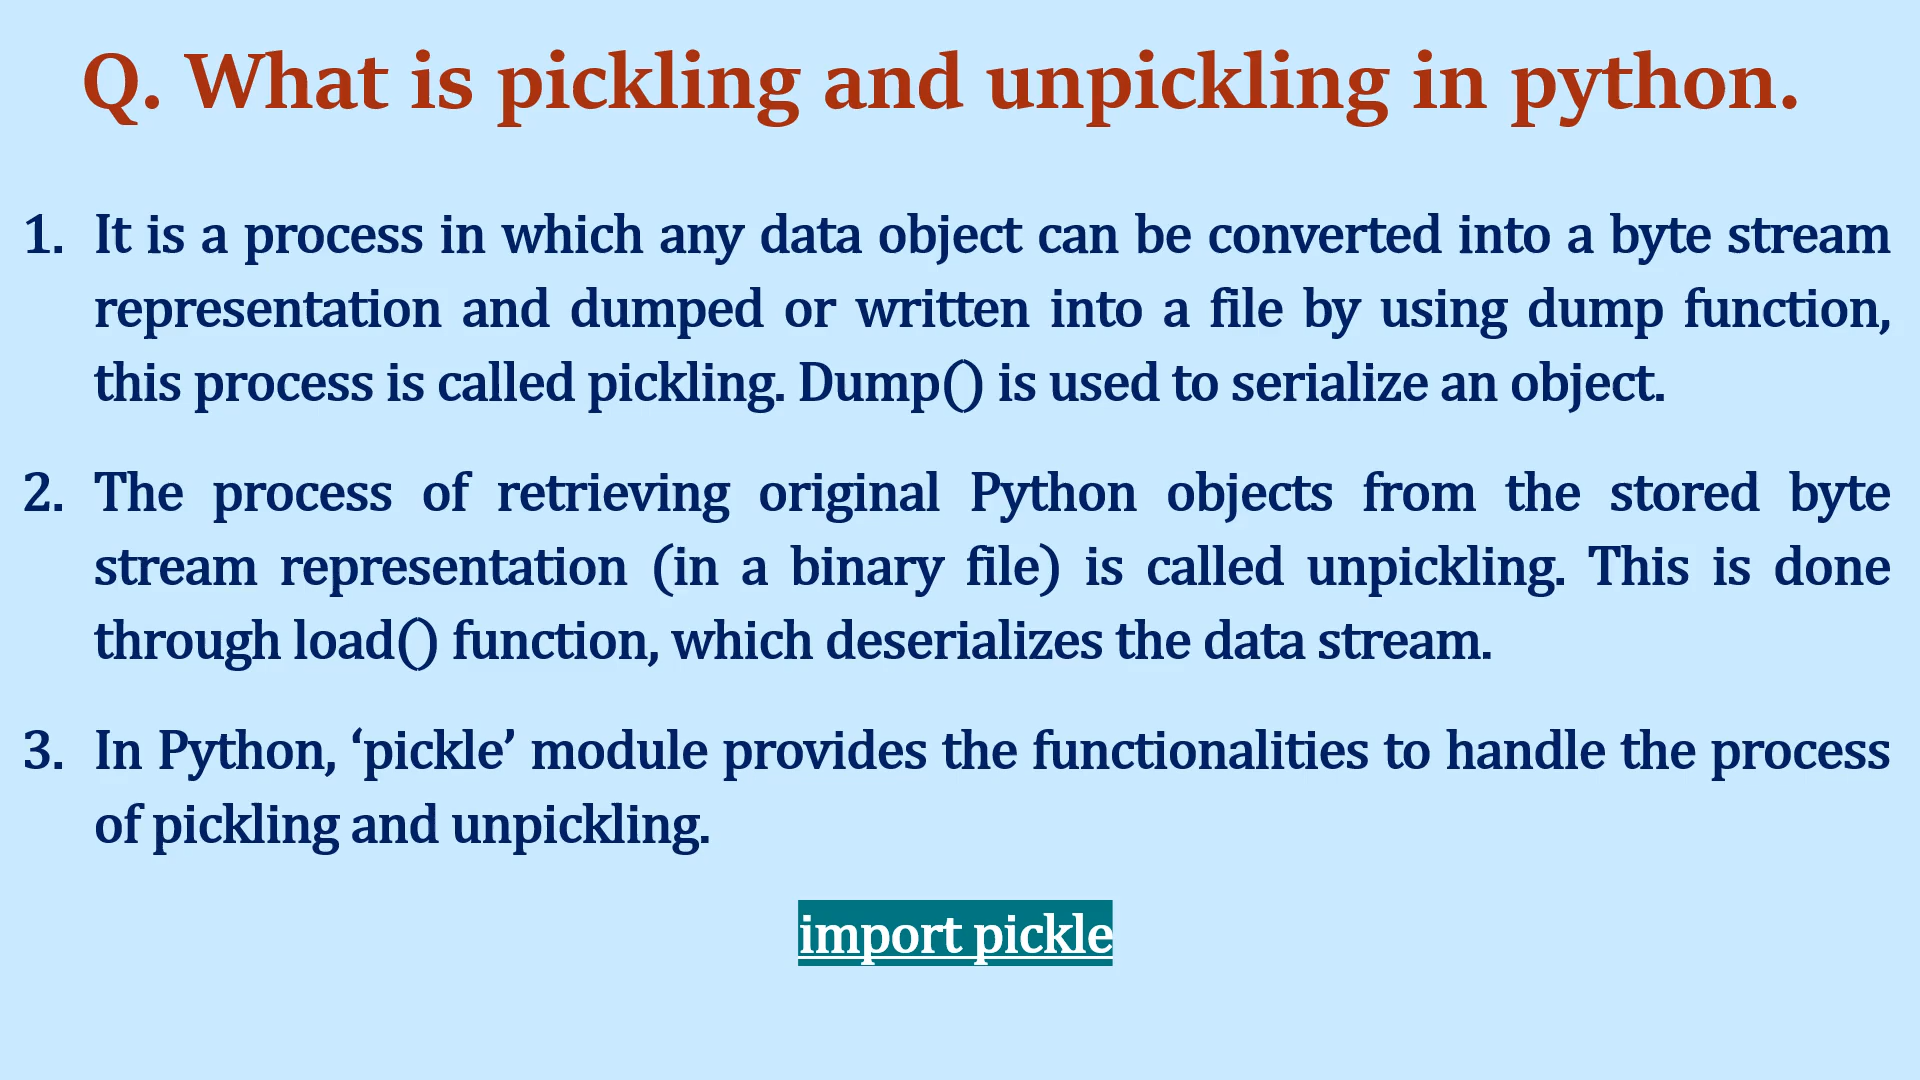 Q. What is pickling and unpickling in python.
1. It is a process in which any data object can be converted into a byte stream
representation and dumped or written into a file by using dump function,
this process is called pickling. Dump() is used to serialize an object.
2. The process of retrieving original Python objects from the stored byte
stream representation (in a binary file) is called unpickling. This is done
through load() function, which deserializes the data stream.
3. In Python, ‘pickle’ module provides the functionalities to handle the process
of pickling and unpickling.
import pickle